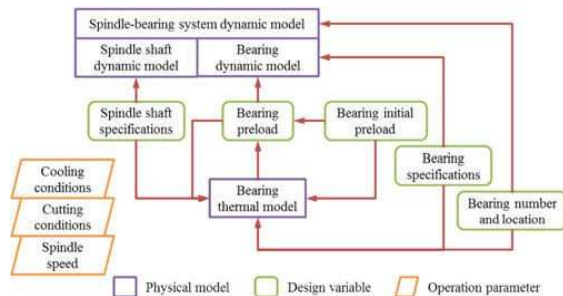 Spindle-bearing system dynamic model
Spindle shaft
dynamic model
Bearing
dynamic model
Spindle shaft
specifications
Bearing
preload
Bearing initial
preload
Bearing
specifications
Cooling
conditions
Cutting
conditions
Spindle
speed
Bearing
thermal model
Bearing number
and location
Physical model
Design variable
Operation parameter